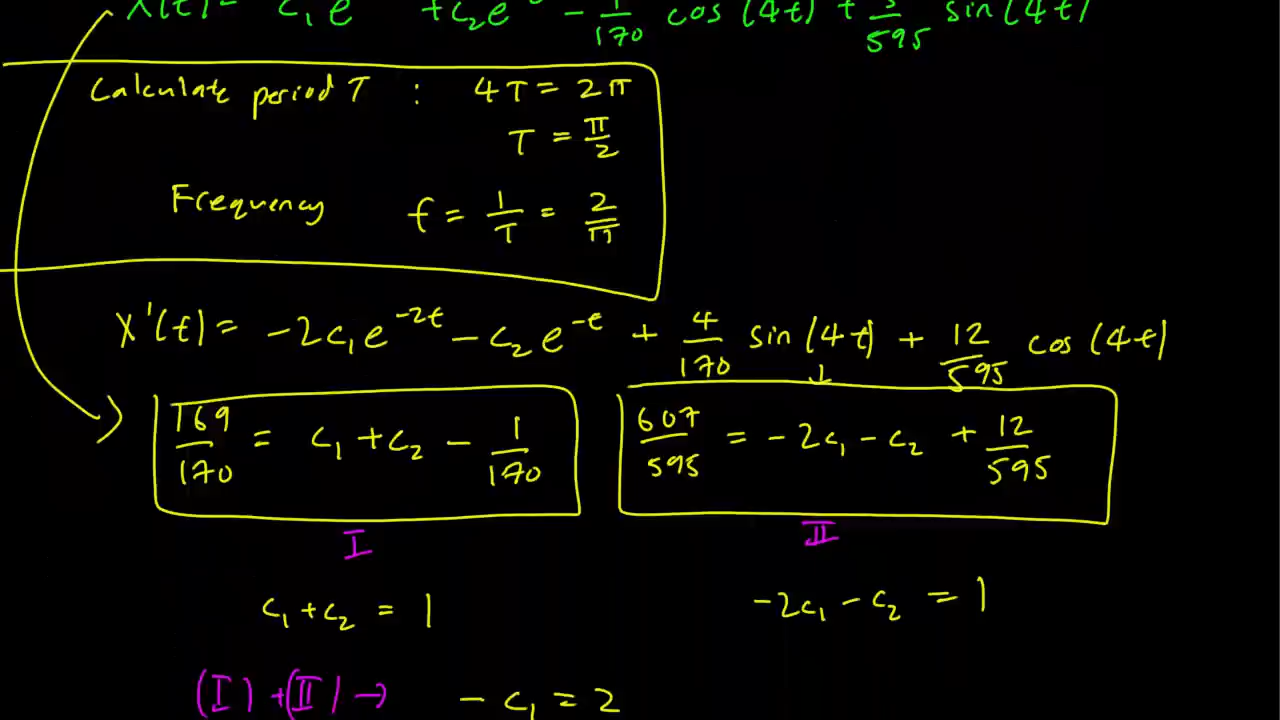 X(t) = c₁e + c₂e - 1/170 cos(4t) + 3/595 sin(4t)
Calculate period T : 4T = 2π
T = π/2
Frequency f = 1/T = 2/π
X'(t) = -2c₁e^(-2t) - c₂e^(-t) + 4/170 sin(4t) + 12/595 cos(4t)
169/170 = c₁ + c₂ - 1/170 607/595 = -2c₁ - c₂ + 12/595
I II
c₁ + c₂ = 1 -2c₁ - c₂ = 1
(I) + (II) → - c₁ = 2